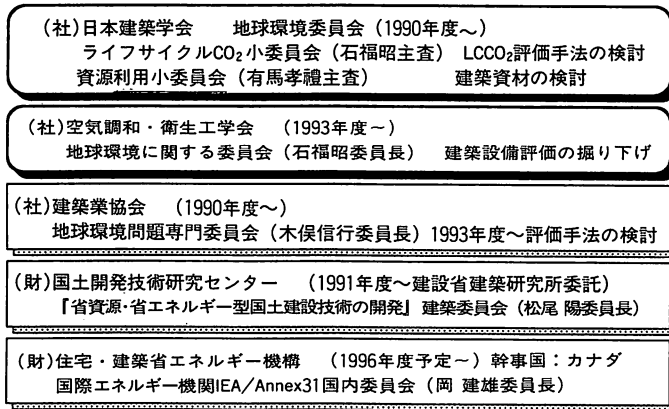 (社)日本建築学会 地球環境委員会(1990年度~)
ライフサイクルCO₂小委員会(石福昭主査) LCCO₂評価手法の検討
資源利用小委員会(有馬孝禮主査) 建築資材の検討
(社)空気調和・衛生工学会 (1993年度~)
地球環境に関する委員会(石福昭委員長) 建築設備評価の掘り下げ
(社)建築業協会 (1990年度~)
地球環境問題専門委員会(木俣信行委員長)1993年度~評価手法の検討
(財)国土開発技術研究センター (1991年度~建設省建築研究所委託)
『省資源・省エネルギー型国土建設技術の開発』建築委員会(松尾 陽委員長)
(財)住宅・建築省エネルギー機構 (1996年度予定~)幹事国:カナダ
国際エネルギー機関IEA/Annex31国内委員会(岡 建雄委員長)